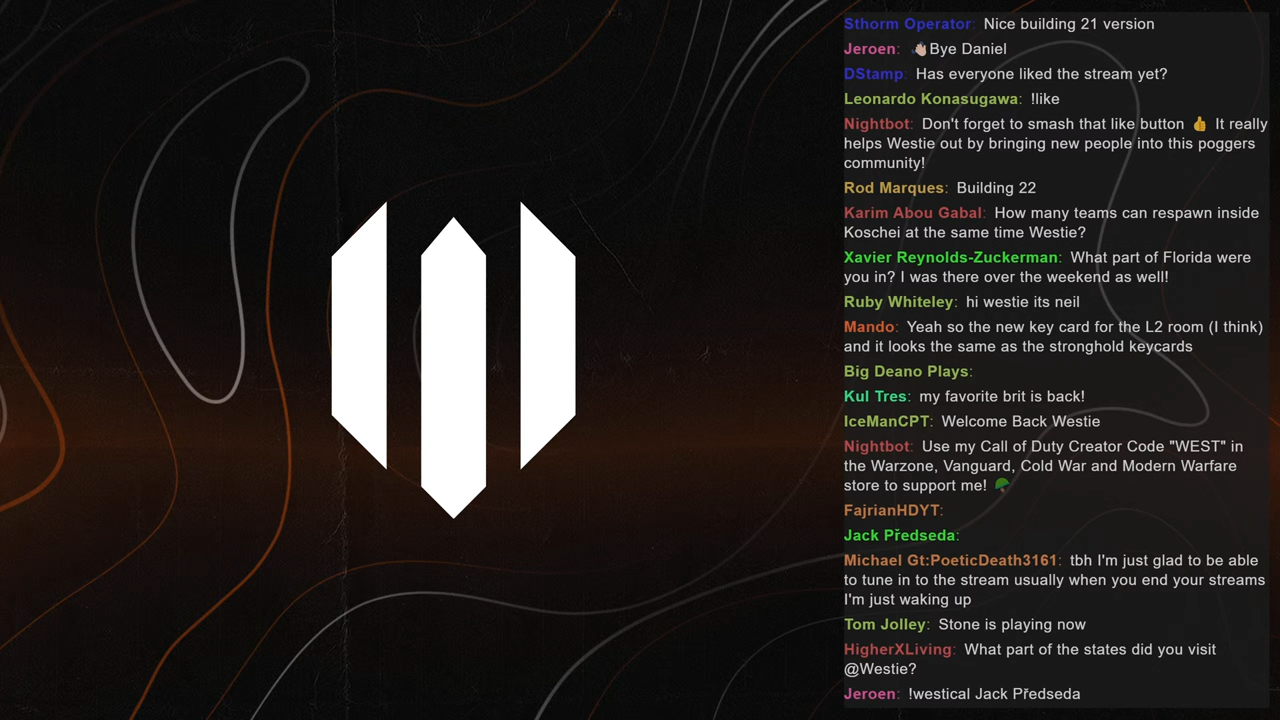 Sthorm Operator: Nice building 21 version
Jeroen: 👋🏻Bye Daniel
DStamp: Has everyone liked the stream yet?
Leonardo Konasugawa: !like
Nightbot: Don't forget to smash that like button 👍 It really
helps Westie out by bringing new people into this poggers
community!
Rod Marques: Building 22
Karim Abou Gabal: How many teams can respawn inside
Koschei at the same time Westie?
Xavier Reynolds-Zuckerman: What part of Florida were
you in? I was there over the weekend as well!
Ruby Whiteley: hi westie its neil
Mando: Yeah so the new key card for the L2 room (I think)
and it looks the same as the stronghold keycards
Big Deano Plays:
Kul Tres: my favorite brit is back!
IceManCPT: Welcome Back Westie
Nightbot: Use my Call of Duty Creator Code "WEST" in
the Warzone, Vanguard, Cold War and Modern Warfare
store to support me! 🪂
FajrianHDYT:
Jack Předseda:
Michael Gt:PoeticDeath3161: tbh I'm just glad to be able
to tune in to the stream usually when you end your streams
I'm just waking up
Tom Jolley: Stone is playing now
HigherXLiving: What part of the states did you visit
@Westie?
Jeroen: !westical Jack Předseda